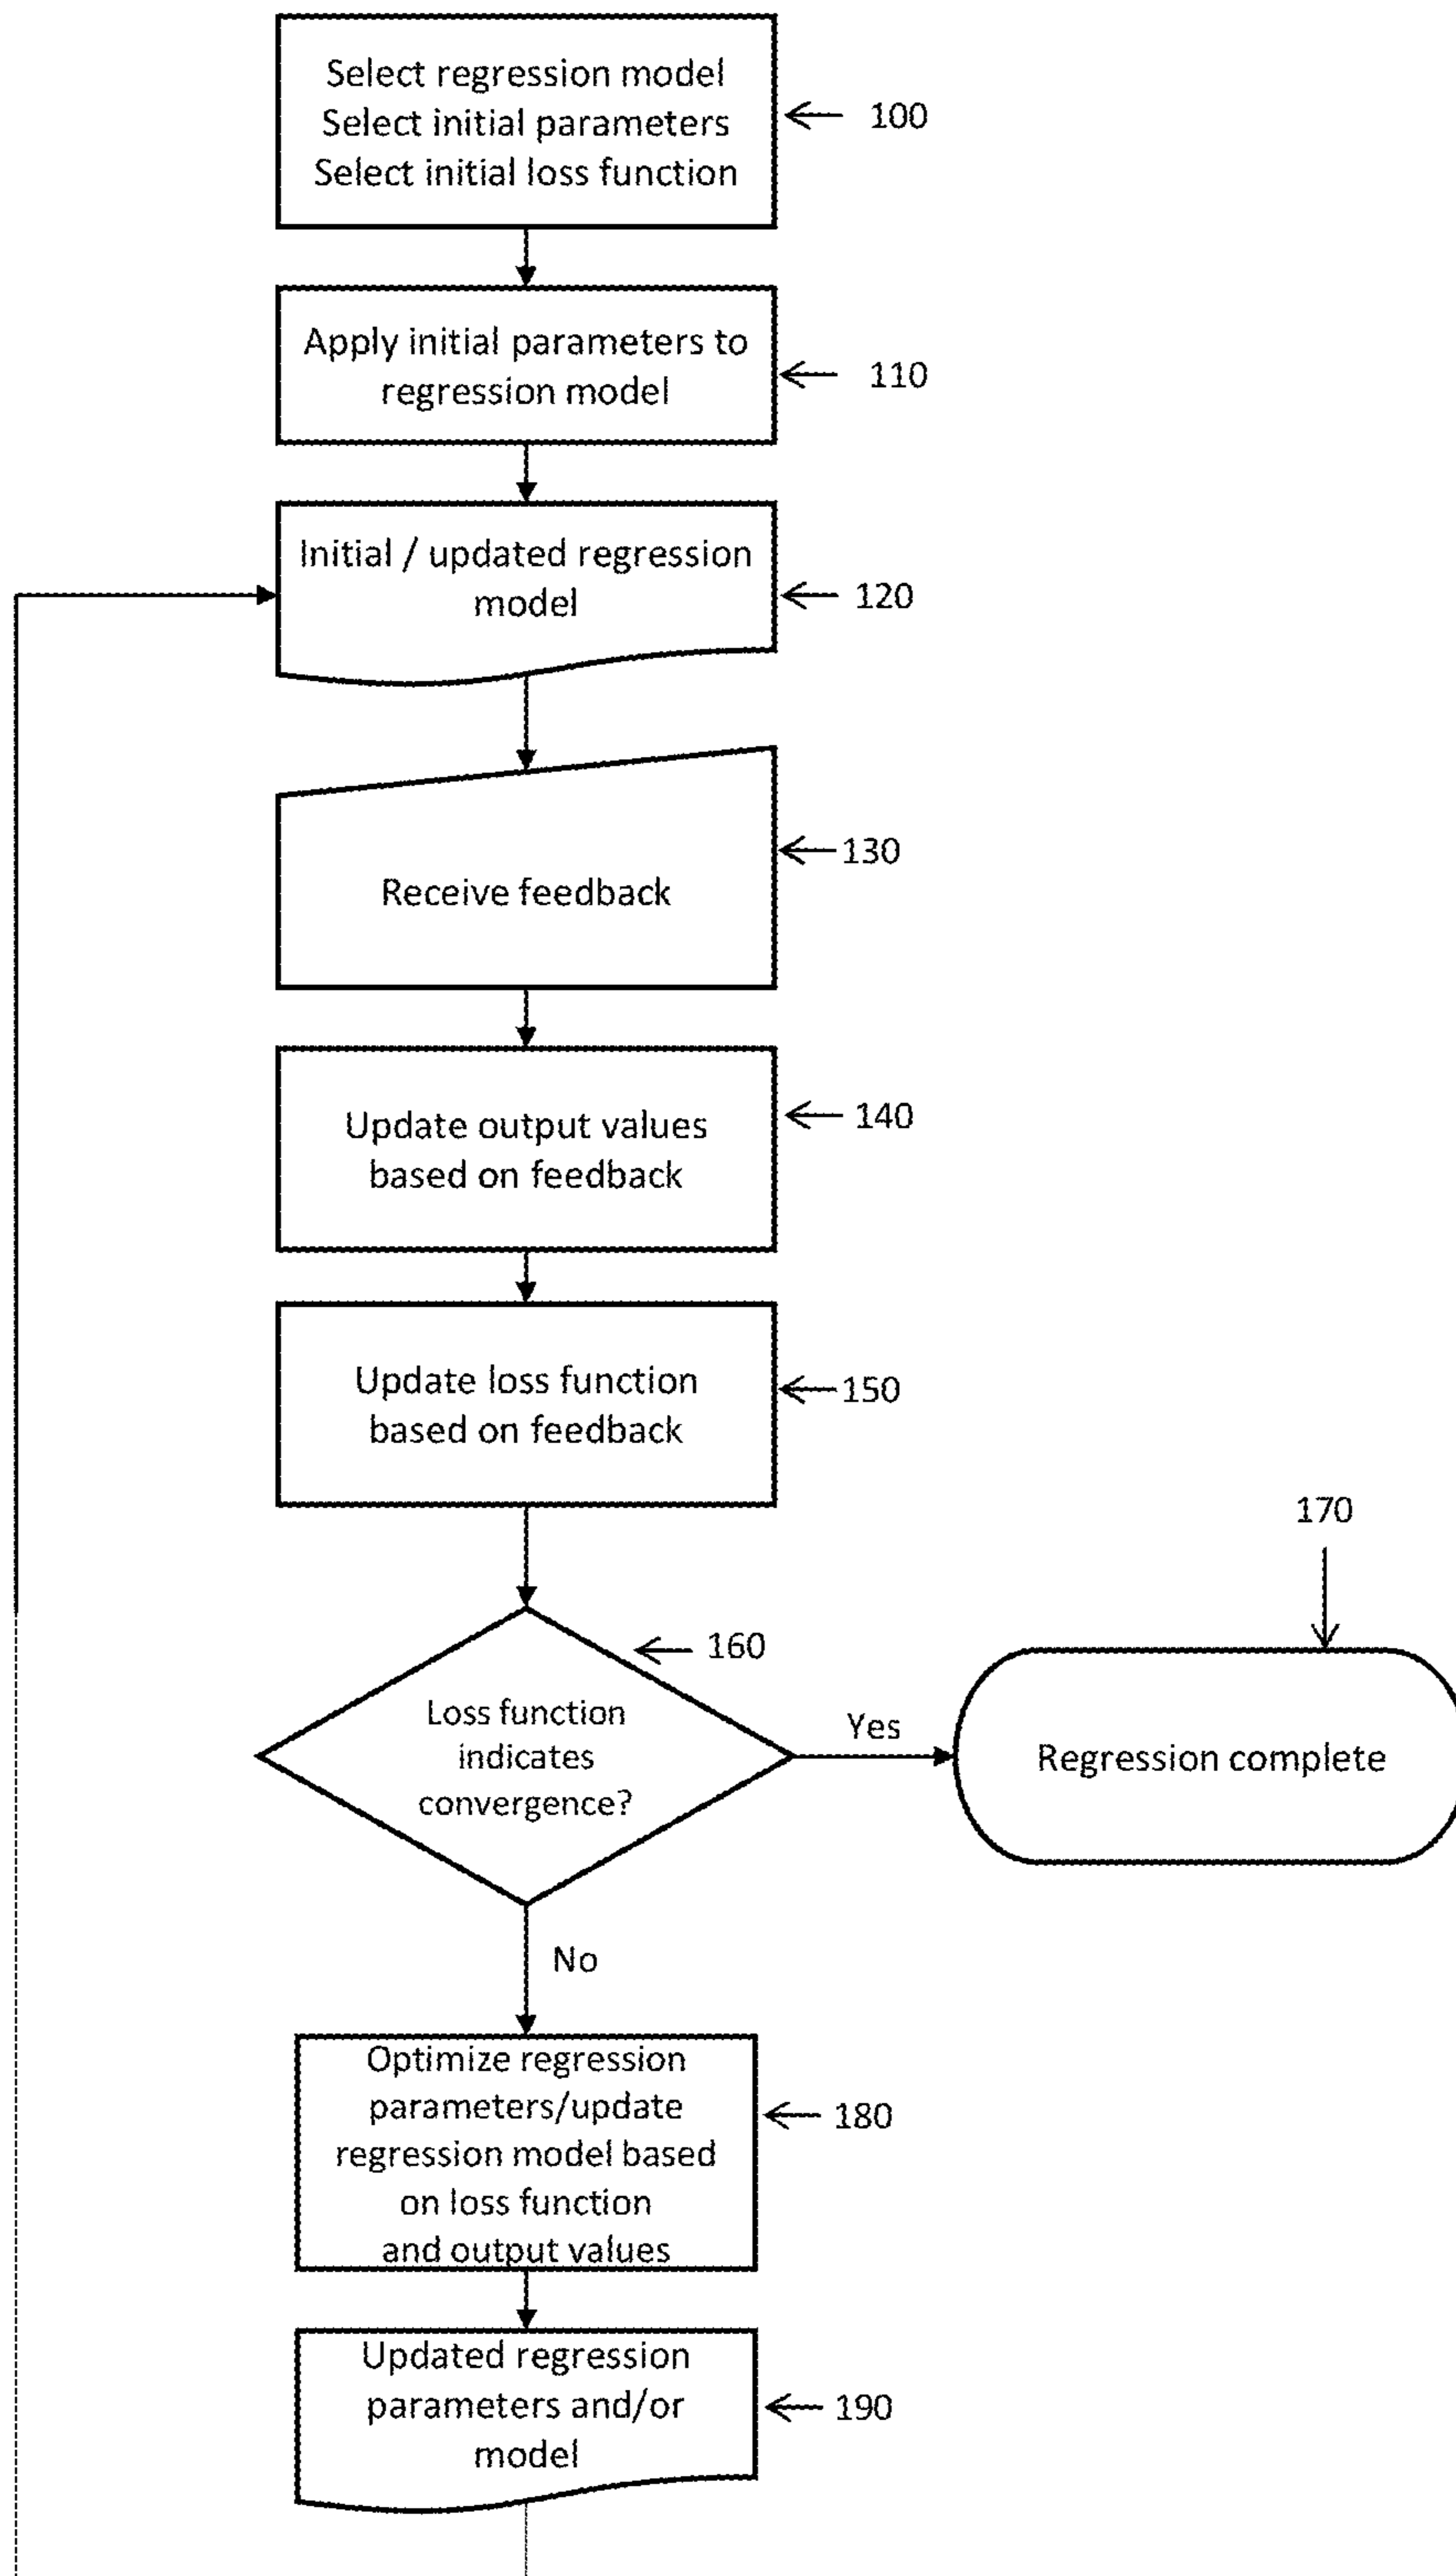 Select regression model
Select initial parameters
Select initial loss function
100
Apply initial parameters to
regression model
110
Initial / updated regression
model
120
Receive feedback
130
Update output values
based on feedback
140
Update loss function
based on feedback
150
170
160
Loss function
indicates
convergence?
Yes
Regression complete
No
Optimize regression
parameters/update
regression model based
on loss function
and output values
180
Updated regression
parameters and/or
model
190